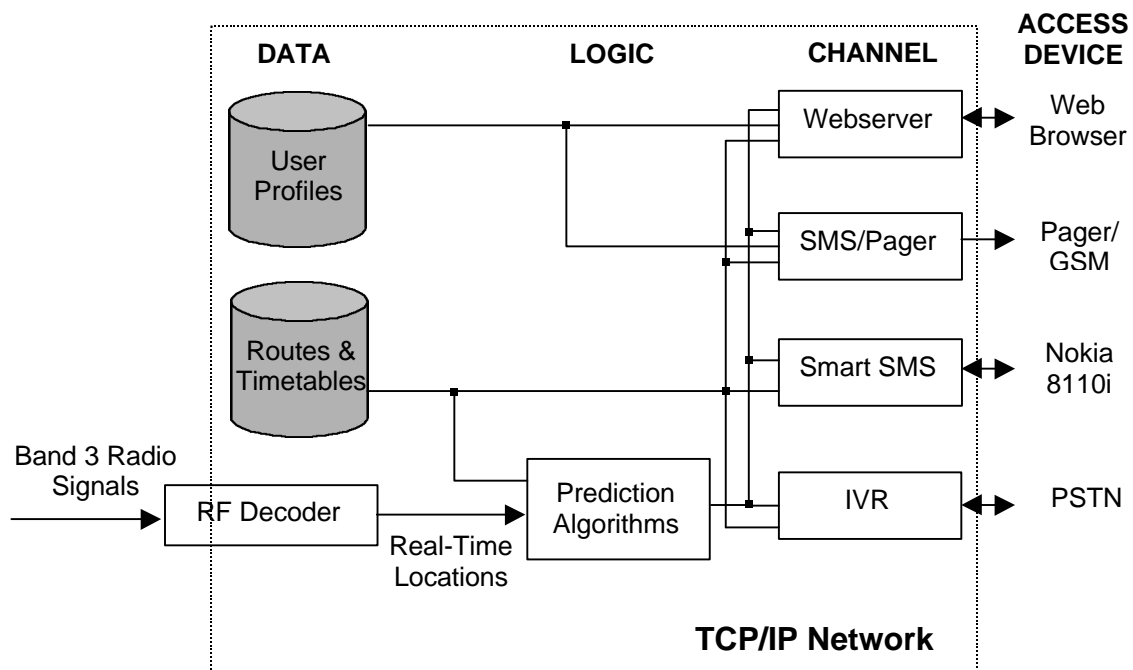 DATA
LOGIC
CHANNEL
ACCESS
DEVICE
User
Profiles
Webserver
Web
Browser
SMS/Pager
Pager/
GSM
Routes &
Timetables
Smart SMS
Nokia
8110i
Band 3 Radio
Signals
RF Decoder
Real-Time
Locations
Prediction
Algorithms
IVR
PSTN
TCP/IP Network